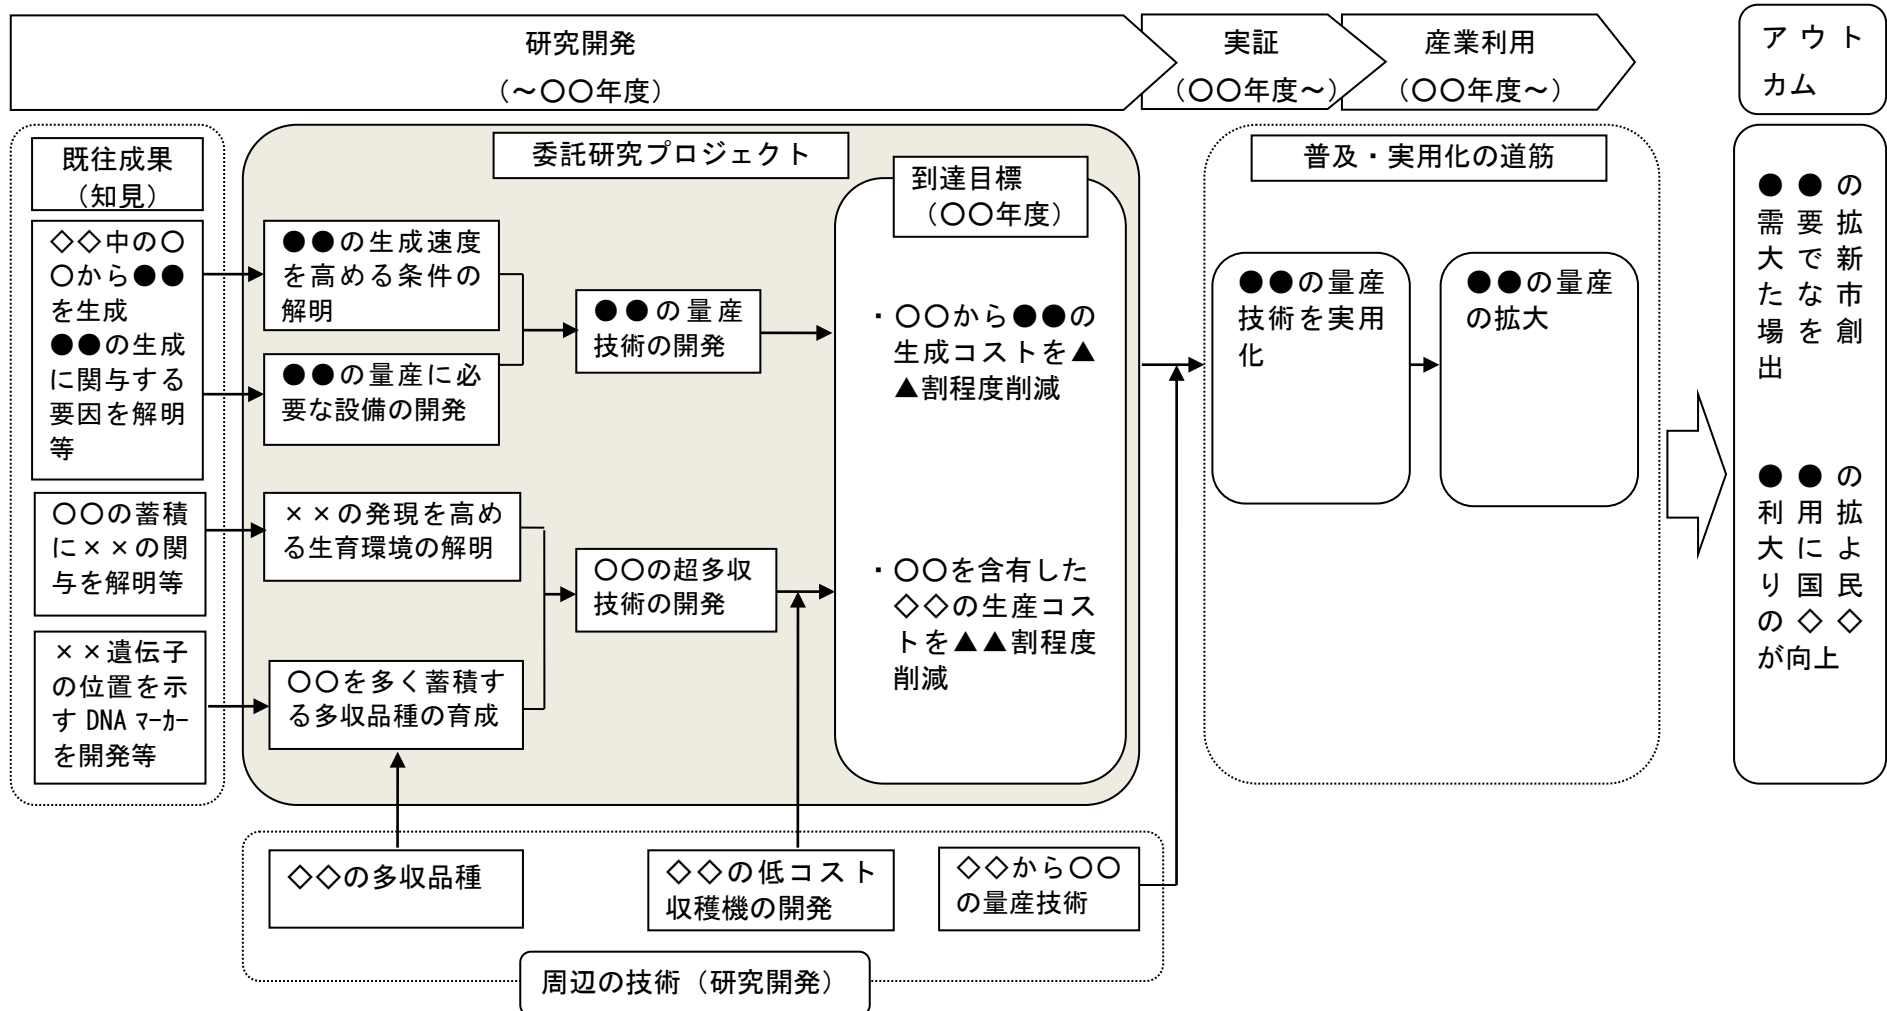 研究開発
（～〇〇年度）
実証
（〇〇年度～）
産業利用
（〇〇年度～）
アウト
カム
既往成果
（知見）
◇◇中の〇
〇から●●
を生成
●●の生成
に関与する
要因を解明
等
〇〇の蓄積
に××の関
与を解明等
××遺伝子
の位置を示
す DNA ﾏｰｶｰ
を開発等
委託研究プロジェクト
●●の生成速度
を高める条件の
解明
●●の量産に必
要な設備の開発
●●の量産
技術の開発
××の発現を高め
る生育環境の解明
〇〇を多く蓄積す
る多収品種の育成
〇〇の超多収
技術の開発
到達目標
（〇〇年度）
・〇〇から●●の
生成コストを▲
▲割程度削減
・〇〇を含有した
◇◇の生産コス
トを▲▲割程度
削減
普及・実用化の道筋
●●の量産
技術を実用
化
●●の量産
の拡大
●●の
需要拡
大で新
たな市
場を創
出
●●の
利用拡
大によ
り国民
の◇◇
が向上
◇◇の多収品種
◇◇の低コスト
収穫機の開発
◇◇から〇〇
の量産技術
周辺の技術（研究開発）